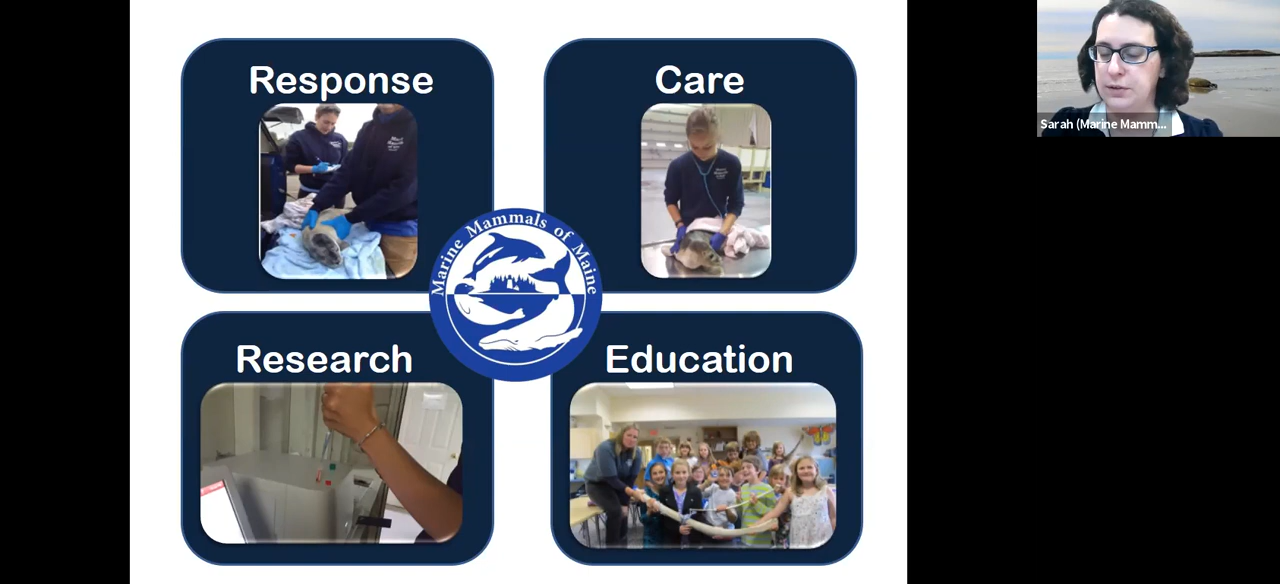 Response
Care
Marine Mammals of Maine
Research
Education
Sarah (Marine Mamm...